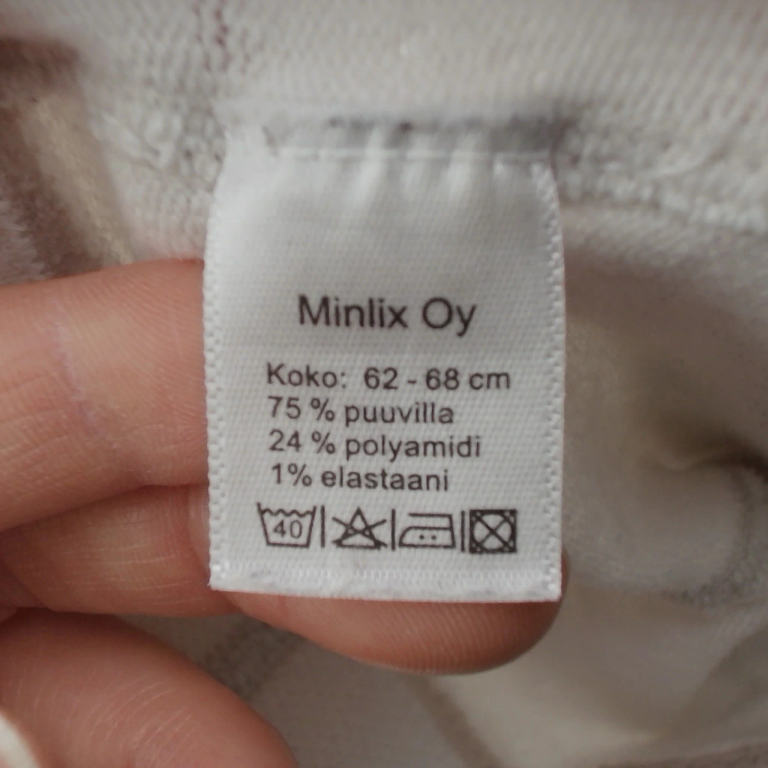 Minlix Oy
Koko: 62 - 68 cm
75 % puuvilla
24 % polyamidi
1% elastaani
40